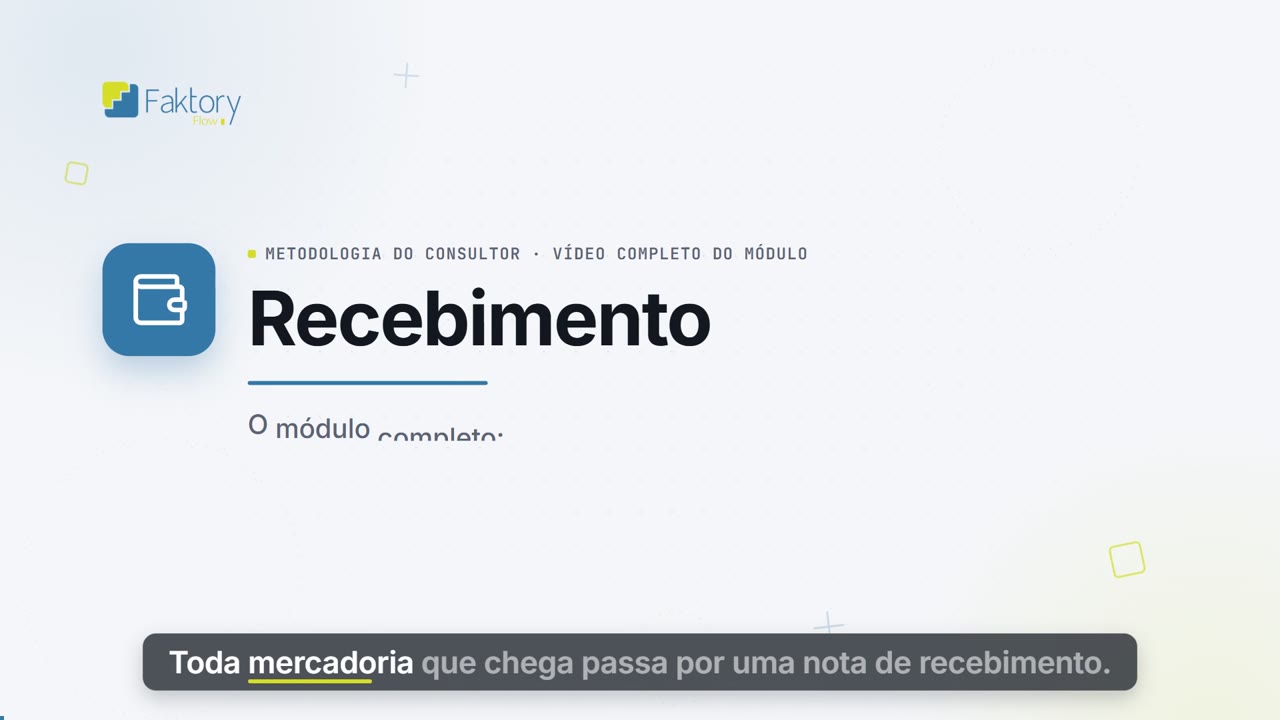 Faktory
Flow
METODOLOGIA DO CONSULTOR · VÍDEO COMPLETO DO MÓDULO
Recebimento
O módulo completo:
Toda mercadoria que chega passa por uma nota de recebimento.